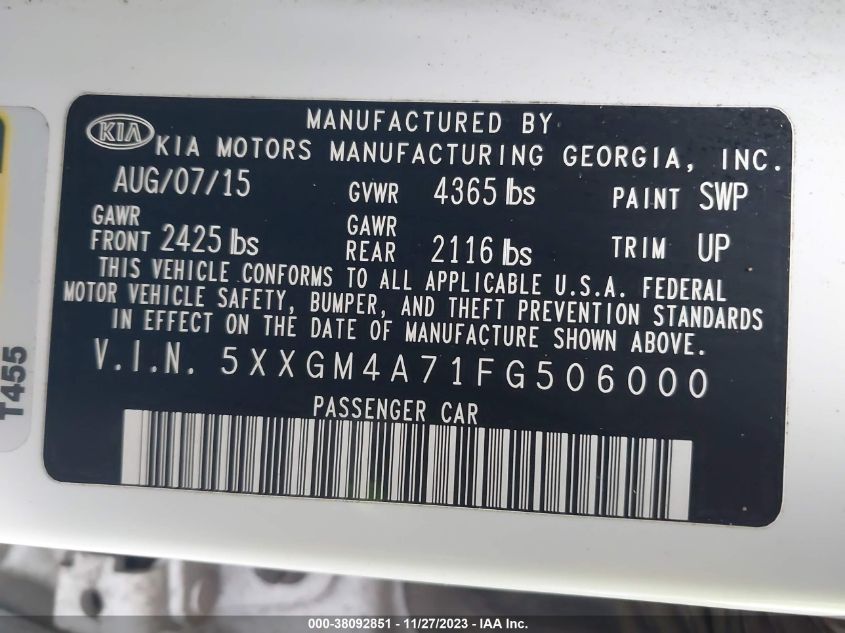 MANUFACTURED BY
KIA KIA MOTORS MANUFACTURING GEORGIA, INC.
AUG/07/15 GVWR 4365 lbs PAINT SWP
GAWR FRONT 2425 lbs GAWR REAR 2116 lbs TRIM UP
THIS VEHICLE CONFORMS TO ALL APPLICABLE U.S.A. FEDERAL
MOTOR VEHICLE SAFETY, BUMPER, AND THEFT PREVENTION STANDARDS
IN EFFECT ON THE DATE OF MANUFACTURE SHOWN ABOVE.
V.I.N. 5XXGM4A71FG506000
PASSENGER CAR
T455
000-38092851 - 11/27/2023 - © IAA, Inc.